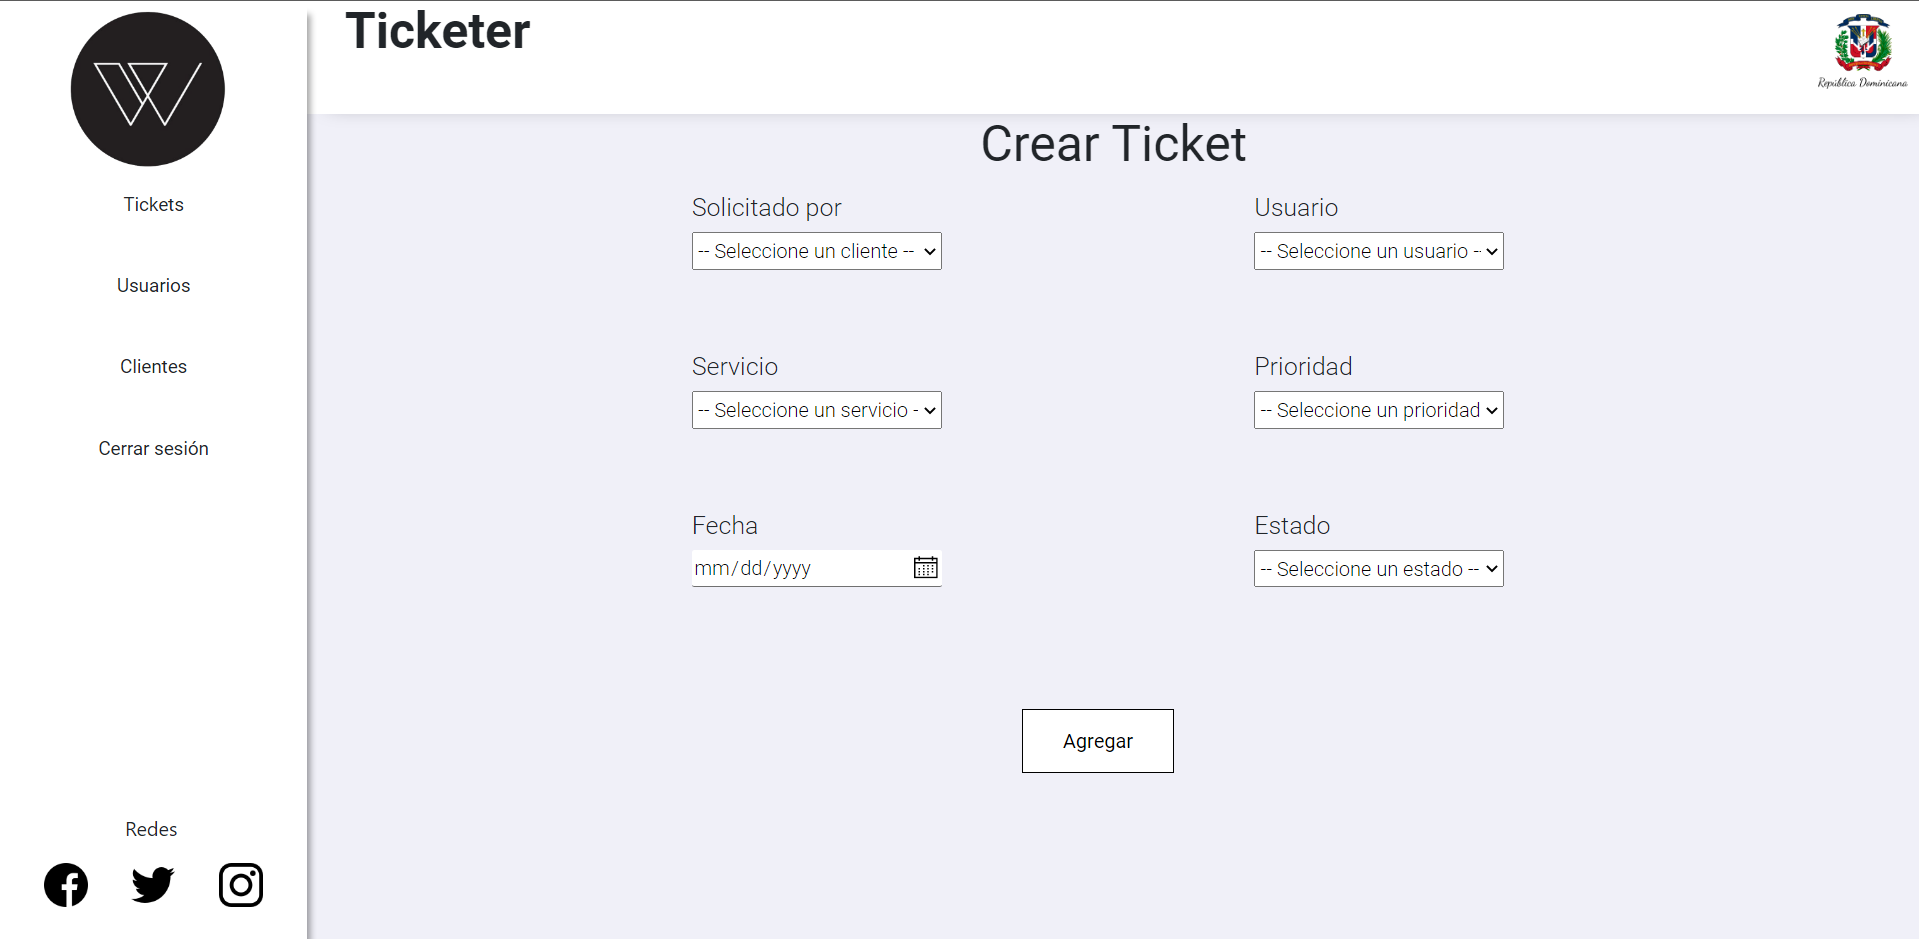 Ticketer
República Dominicana
Tickets
Usuarios
Clientes
Cerrar sesión
Redes
Crear Ticket
Solicitado por
-- Seleccione un cliente --
Usuario
-- Seleccione un usuario -
Servicio
-- Seleccione un servicio -
Prioridad
-- Seleccione un prioridad
Fecha
mm/dd/yyyy
Estado
-- Seleccione un estado --
Agregar